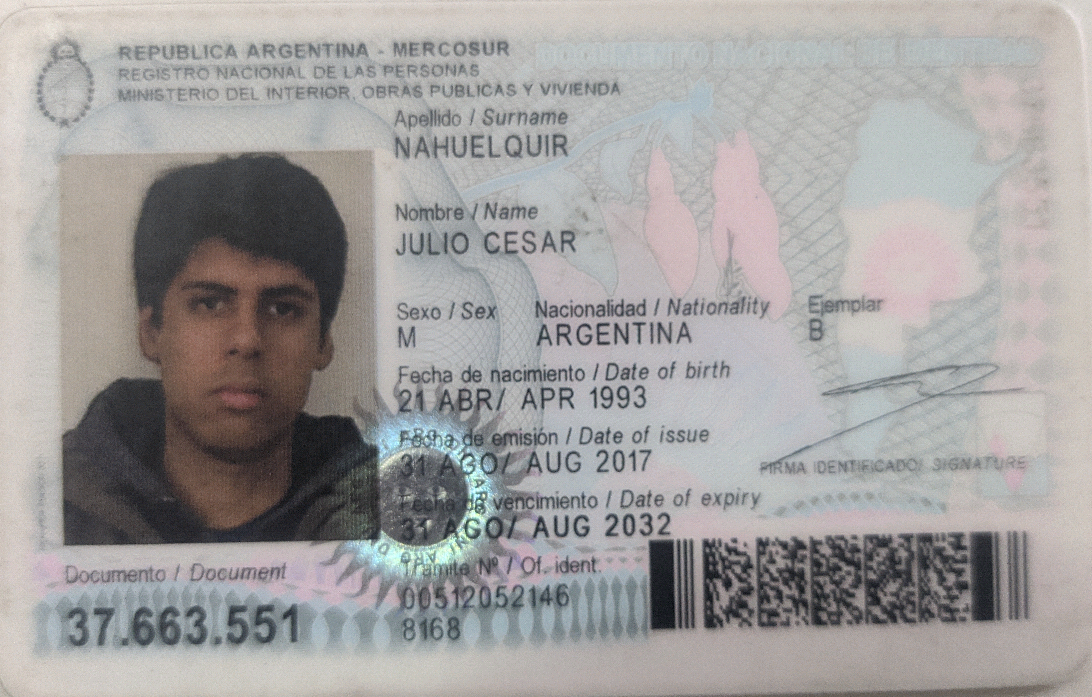 REPUBLICA ARGENTINA - MERCOSUR
REGISTRO NACIONAL DE LAS PERSONAS
MINISTERIO DEL INTERIOR, OBRAS PUBLICAS Y VIVIENDA
DOCUMENTO NACIONAL DE IDENTIDAD
Apellido / Surname
NAHUELQUIR
Nombre / Name
JULIO CESAR
Sexo / Sex Nacionalidad / Nationality Ejemplar
M ARGENTINA B
Fecha de nacimiento / Date of birth
21 ABR/ APR 1993
Fecha de emisión / Date of issue
31 AGO/ AUG 2017
FIRMA IDENTIFICADO/ SIGNATURE
Fecha de vencimiento / Date of expiry
31 AGO/ AUG 2032
Documento / Document
37.663.551
Trámite Nº / Of. ident.
00512052146
8168